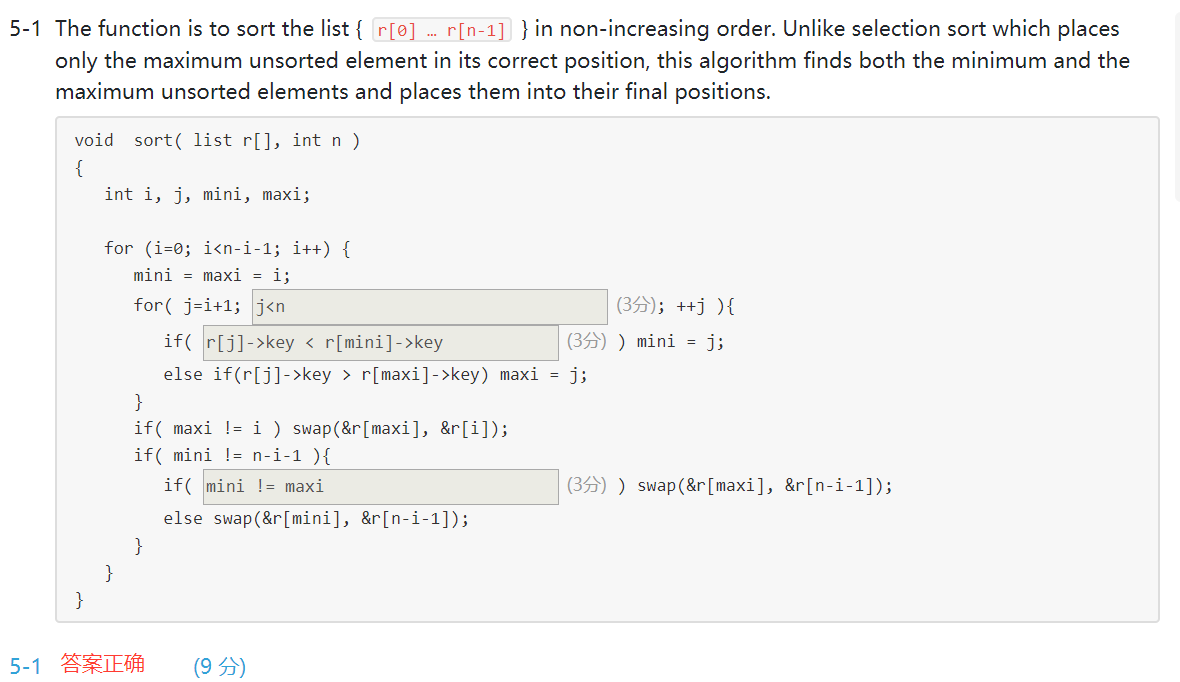 5-1 The function is to sort the list { r[0] … r[n-1] } in non-increasing order. Unlike selection sort which places
only the maximum unsorted element in its correct position, this algorithm finds both the minimum and the
maximum unsorted elements and places them into their final positions.
void  sort( list r[], int n )
{
   int i, j, mini, maxi;
   for (i=0; i<n-i-1; i++) {
      mini = maxi = i;
      for( j=i+1; j<n (3分); ++j ){
         if( r[j]->key < r[mini]->key (3分) ) mini = j;
         else if(r[j]->key > r[maxi]->key) maxi = j;
      }
      if( maxi != i ) swap(&r[maxi], &r[i]);
      if( mini != n-i-1 ){
         if( mini != maxi (3分) ) swap(&r[maxi], &r[n-i-1]);
         else swap(&r[mini], &r[n-i-1]);
      }
   }
}
5-1 答案正确 (9 分)